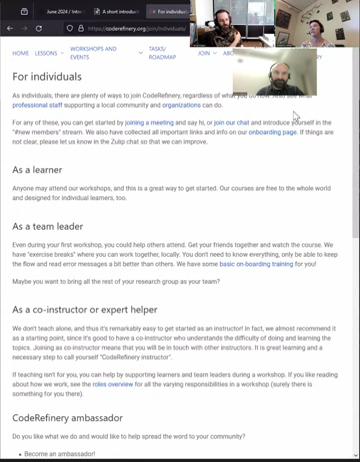 June 2024 / Intro
A short introduct
For individuals
https://coderefinery.org/join/individuals/
HOME
LESSONS
WORKSHOPS AND
EVENTS
TASKS/
ROADMAP
JOIN
For individuals
As individuals, there are plenty of ways to join CodeRefinery, regardless of what
professional staff supporting a local community and organizations can do.
For any of these, you can get started by joining a meeting and say hi, or join our chat and introduce yourself in the
"#new members" stream. We also have collected all important links and info on our onboarding page. If things are
not clear, please let us know in the Zulip chat so that we can improve.
As a learner
Anyone may attend our workshops, and this is a great way to get started. Our courses are free to the whole world
and designed for individual learners, too.
As a team leader
Even during your first workshop, you could help others attend. Get your friends together and watch the course. We
have "exercise breaks" where you can work together, locally. You don't need to know everything, only be able to keep
the flow and read error messages a bit better than others. We have some basic on-boarding training for you!
Maybe you want to bring all the rest of your research group as your team?
As a co-instructor or expert helper
We don't teach alone, and thus it's remarkably easy to get started as an instructor! In fact, we almost recommend it
as a starting point, since it's good to have a co-instructor who understands the difficulty of doing and learning the
topics. Joining as co-instructor means that you will be in touch with other instructors. It is great learning and a
necessary step to call yourself "CodeRefinery instructor".
If teaching isn't for you, you can help by supporting learners and team leaders during a workshop. If you like reading
about how we work, see the roles overview for all the varying responsibilities in a workshop (surely there is
something for you there).
CodeRefinery ambassador
Do you like what we do and would like to help spread the word to your community?
• Become an ambassador!